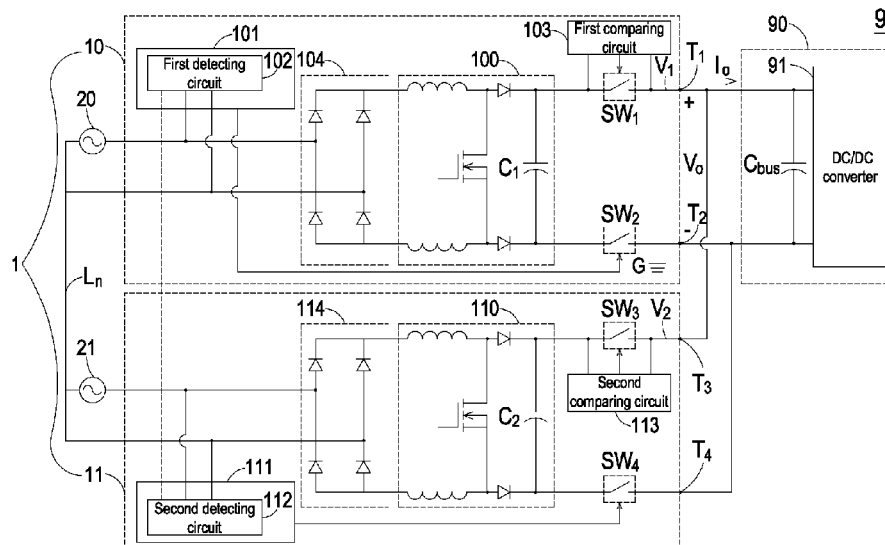 9
10
101
103
First comparing
circuit
90
First detecting
circuit
102
104
100
V1
T1
Io
91
20
SW1
+
C1
Vo
Cbus
DC/DC
converter
SW2
T2
-
1
Ln
G
114
110
SW3
V2
21
T3
Second
comparing circuit
113
C2
T4
SW4
11
111
Second detecting
circuit
112